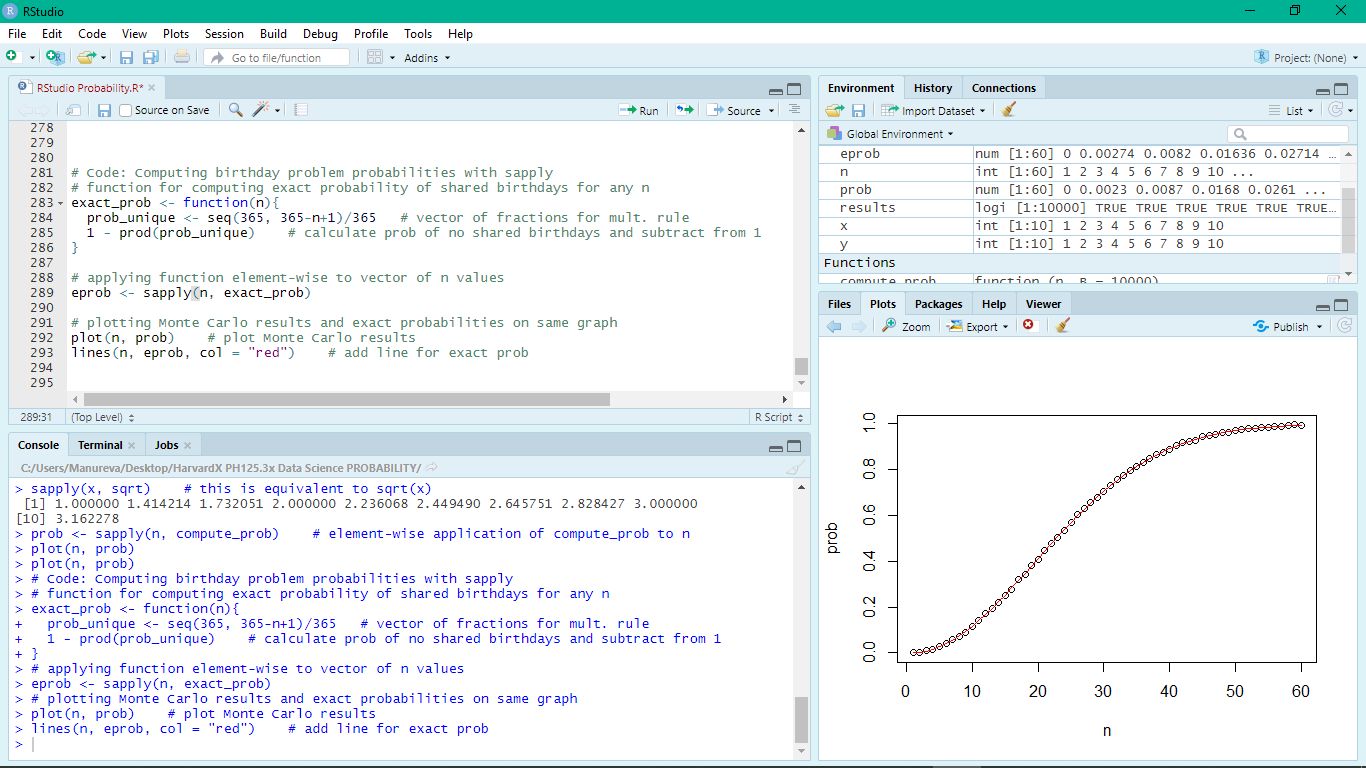 RStudio
File Edit Code View Plots Session Build Debug Profile Tools Help
Go to file/function
Addins
Project: (None)
RStudio Probability.R*
Source on Save
Run
Source
278
279
280
281 # Code: Computing birthday problem probabilities with sapply
282 # function for computing exact probability of shared birthdays for any n
283 exact_prob <- function(n){
284 prob_unique <- seq(365, 365-n+1)/365 # vector of fractions for mult. rule
285 1 - prod(prob_unique) # calculate prob of no shared birthdays and subtract from 1
286 }
287
288 # applying function element-wise to vector of n values
289 eprob <- sapply(n, exact_prob)
290
291 # plotting Monte Carlo results and exact probabilities on same graph
292 plot(n, prob) # plot Monte Carlo results
293 lines(n, eprob, col = "red") # add line for exact prob
294
295
289:31 (Top Level) R Script
Console Terminal Jobs
C:/Users/Manureva/Desktop/HarvardX PH125.3x Data Science PROBABILITY/
> sapply(x, sqrt) # this is equivalent to sqrt(x)
[1] 1.000000 1.414214 1.732051 2.000000 2.236068 2.449490 2.645751 2.828427 3.000000
[10] 3.162278
> prob <- sapply(n, compute_prob) # element-wise application of compute_prob to n
> plot(n, prob)
> plot(n, prob)
> # Code: Computing birthday problem probabilities with sapply
> # function for computing exact probability of shared birthdays for any n
> exact_prob <- function(n){
+ prob_unique <- seq(365, 365-n+1)/365 # vector of fractions for mult. rule
+ 1 - prod(prob_unique) # calculate prob of no shared birthdays and subtract from 1
+ }
> # applying function element-wise to vector of n values
> eprob <- sapply(n, exact_prob)
> # plotting Monte Carlo results and exact probabilities on same graph
> plot(n, prob) # plot Monte Carlo results
> lines(n, eprob, col = "red") # add line for exact prob
>
Environment History Connections
Import Dataset
List
Global Environment
eprob num [1:60] 0 0.00274 0.0082 0.01636 0.02714 …
n int [1:60] 1 2 3 4 5 6 7 8 9 10 ...
prob num [1:60] 0 0.0023 0.0087 0.0168 0.0261 ...
results logi [1:10000] TRUE TRUE TRUE TRUE TRUE TRUE…
x int [1:10] 1 2 3 4 5 6 7 8 9 10
y int [1:10] 1 2 3 4 5 6 7 8 9 10
Functions
compute_prob function (n, B = 10000)
Files Plots Packages Help Viewer
Zoom Export Publish
prob
1.0
0.8
0.6
0.4
0.2
0.0
0 10 20 30 40 50 60
n